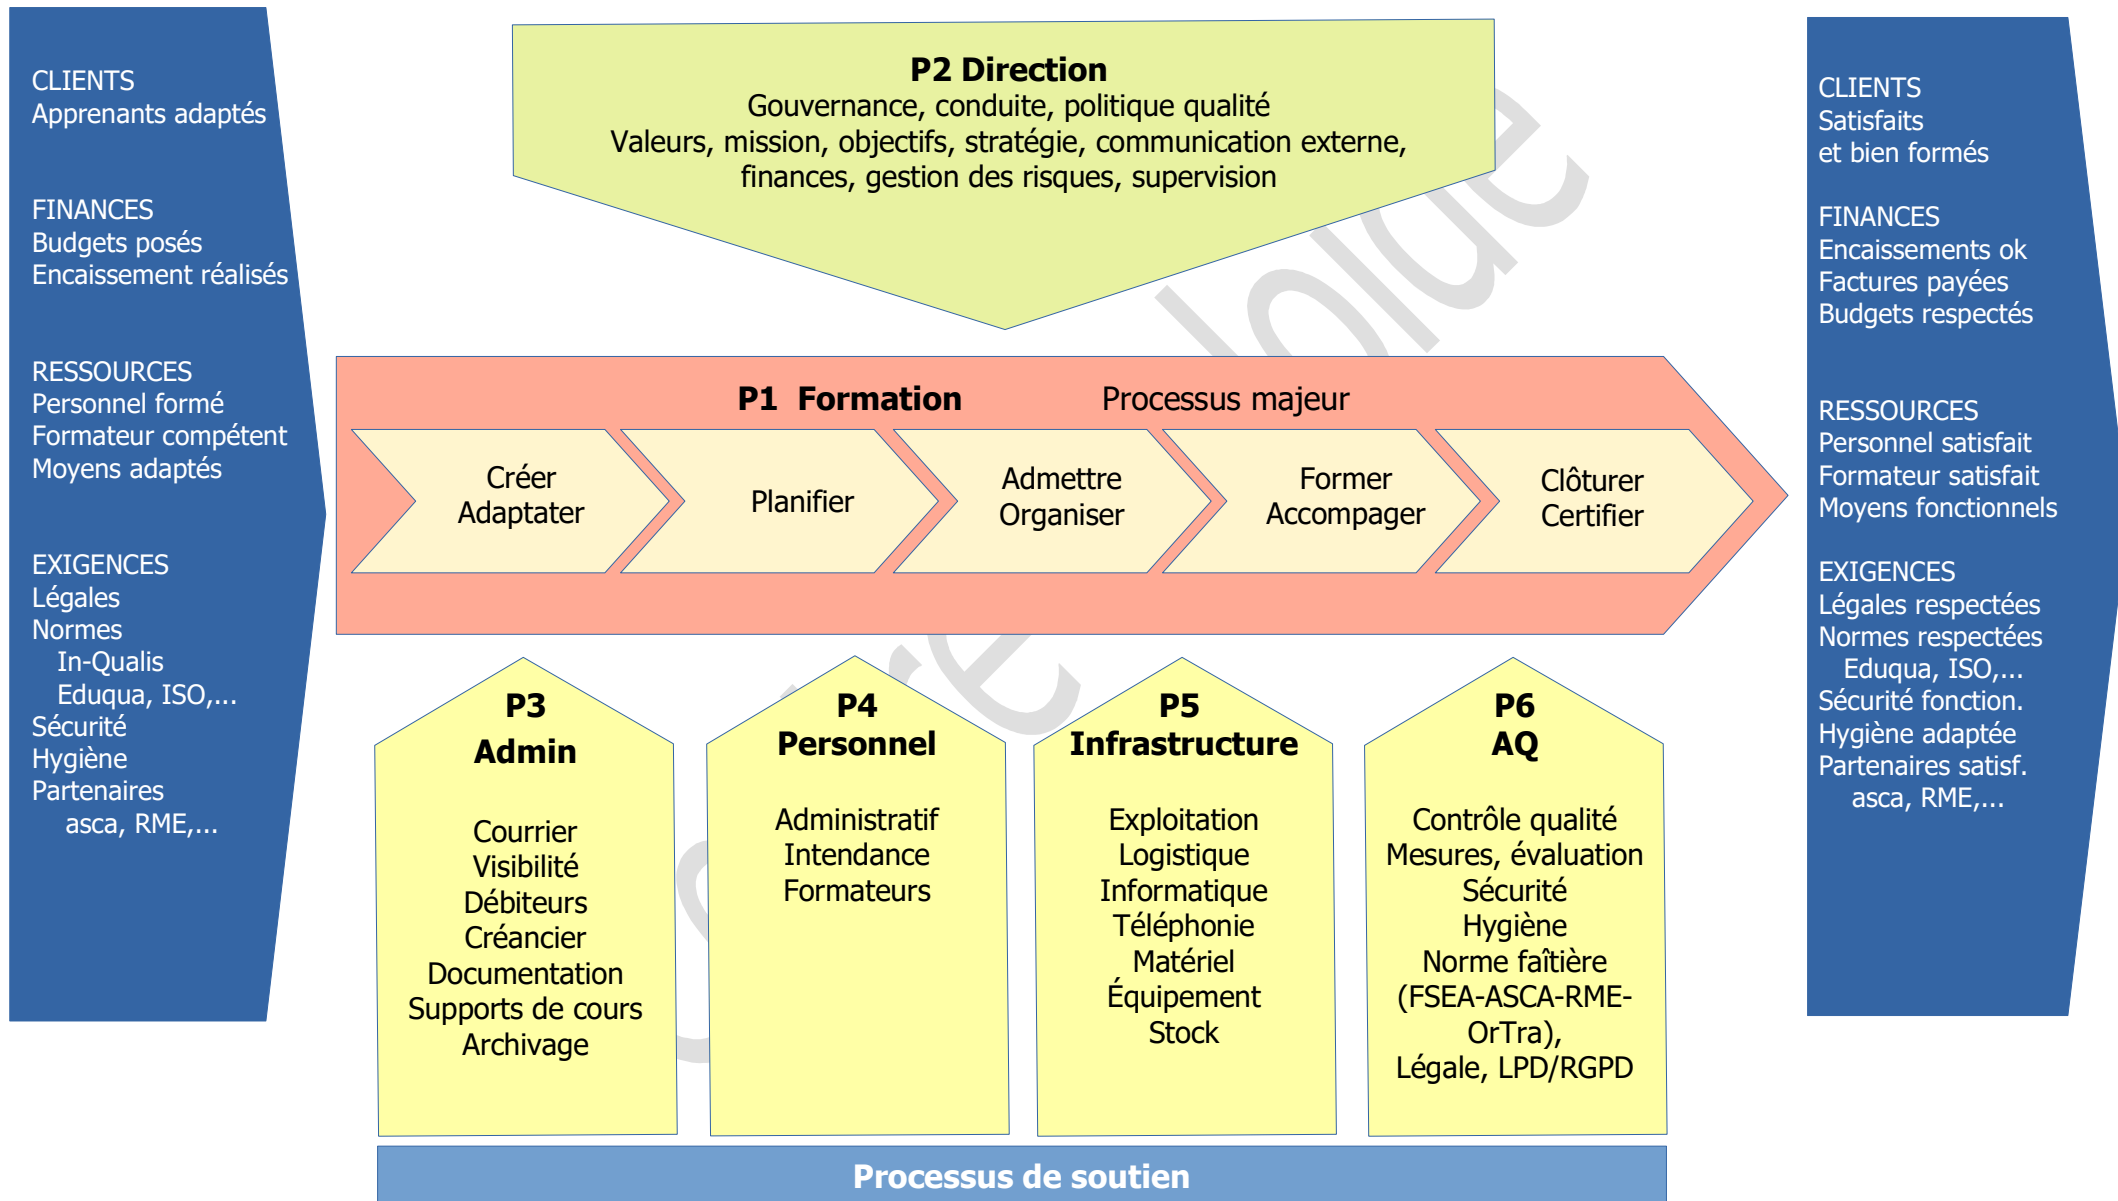 CLIENTS
Apprenants adaptés
FINANCES
Budgets posés
Encaissement réalisés
RESSOURCES
Personnel formé
Formateur compétent
Moyens adaptés
EXIGENCES
Légales
Normes
In-Qualis
Eduqua, ISO,...
Sécurité
Hygiène
Partenaires
asca, RME,...
P2 Direction
Gouvernance, conduite, politique qualité
Valeurs, mission, objectifs, stratégie, communication externe,
finances, gestion des risques, supervision
P1 Formation Processus majeur
Créer
Adaptater
Planifier
Admettre
Organiser
Former
Accompager
Clôturer
Certifier
P3
Admin
Courrier
Visibilité
Débiteurs
Créancier
Documentation
Supports de cours
Archivage
P4
Personnel
Administratif
Intendance
Formateurs
P5
Infrastructure
Exploitation
Logistique
Informatique
Téléphonie
Matériel
Équipement
Stock
P6
AQ
Contrôle qualité
Mesures, évaluation
Sécurité
Hygiène
Norme faîtière
(FSEA-ASCA-RME-
OrTra),
Légale, LPD/RGPD
Processus de soutien
CLIENTS
Satisfaits
et bien formés
FINANCES
Encaissements ok
Factures payées
Budgets respectés
RESSOURCES
Personnel satisfait
Formateur satisfait
Moyens fonctionnels
EXIGENCES
Légales respectées
Normes respectées
Eduqua, ISO,...
Sécurité fonction.
Hygiène adaptée
Partenaires satisf.
asca, RME,...